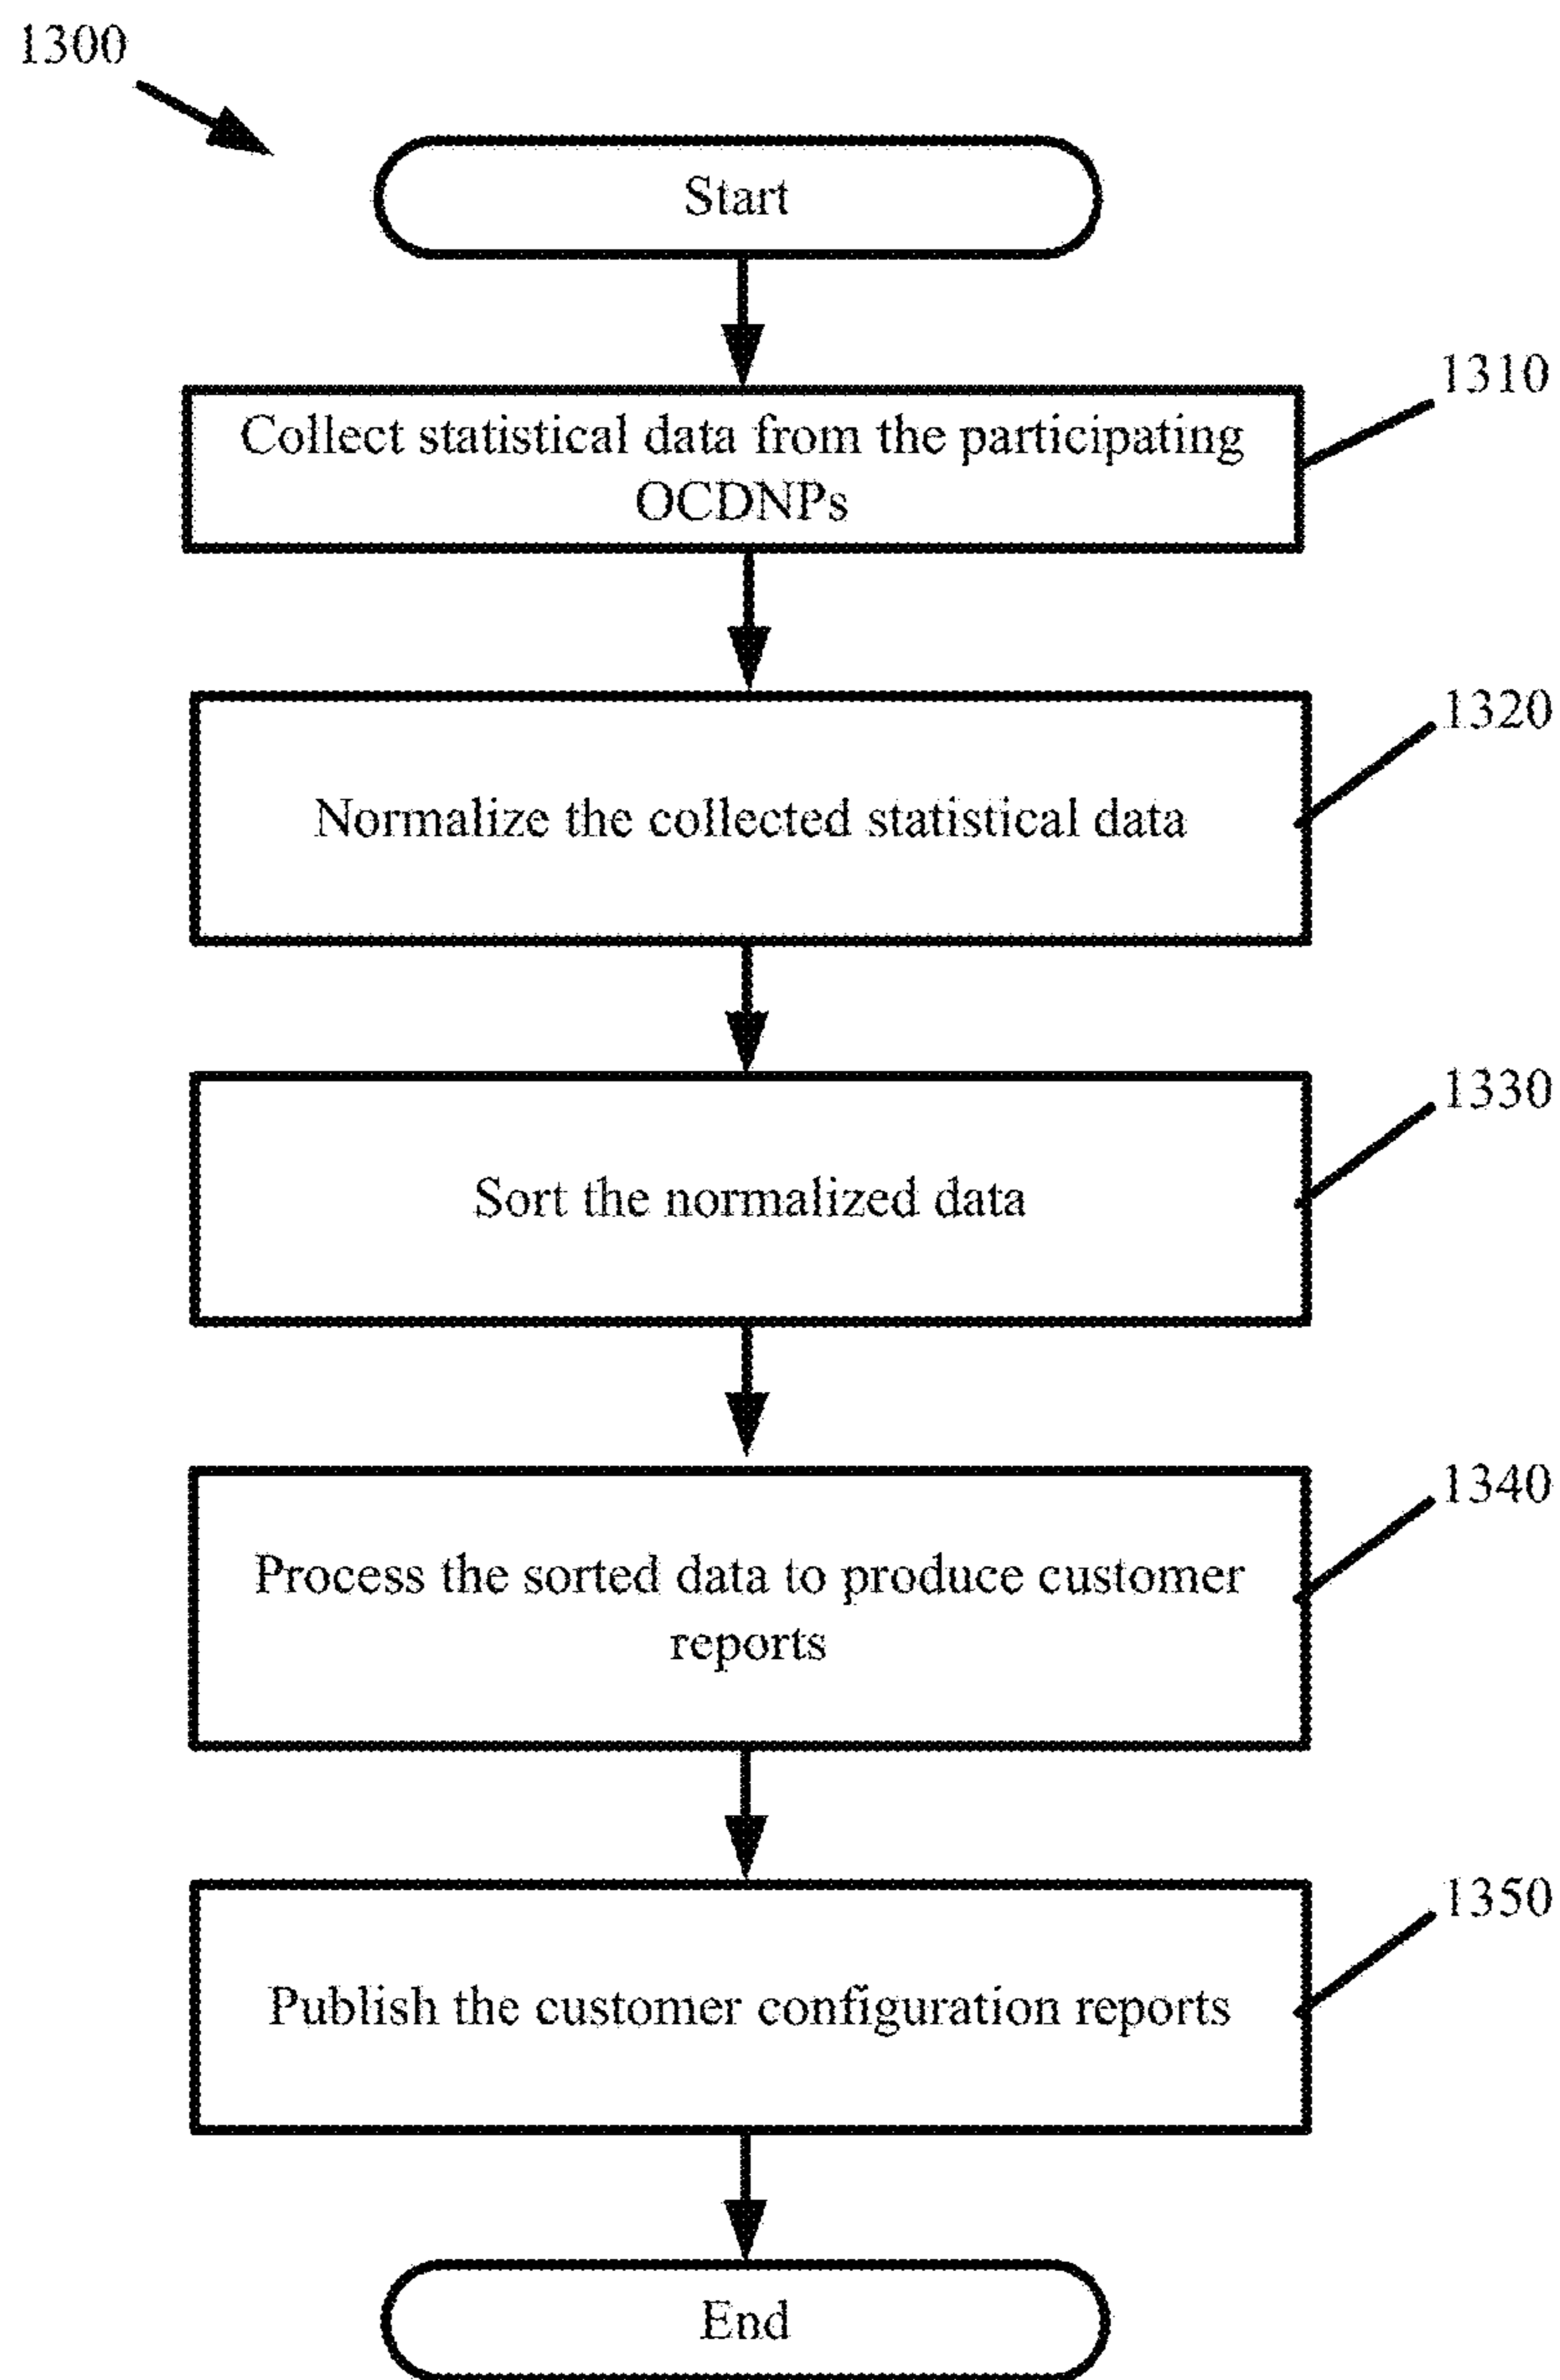 1300
Start
1310
Collect statistical data from the participating
OCDNPs
1320
Normalize the collected statistical data
1330
Sort the normalized data
1340
Process the sorted data to produce customer
reports
1350
Publish the customer configuration reports
End